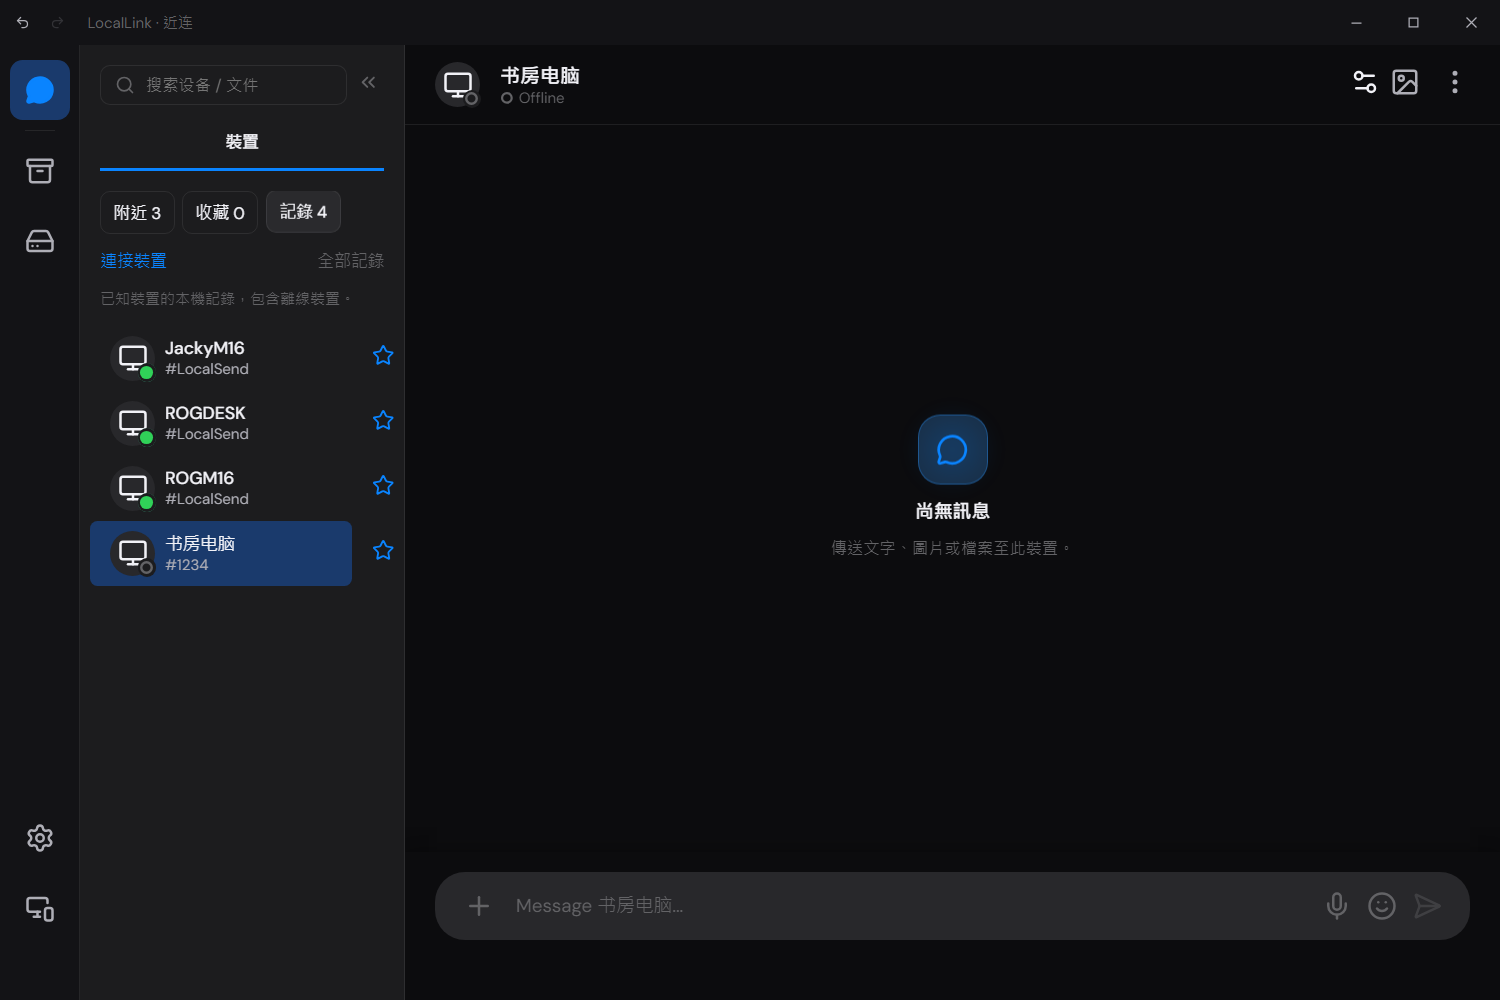 LocalLink · 近连
搜索设备 / 文件
裝置
附近 3
收藏 0
記錄 4
連接裝置
全部記錄
已知裝置的本機記錄，包含離線裝置。
JackyM16
#LocalSend
ROGDESK
#LocalSend
ROGM16
#LocalSend
书房电脑
#1234
书房电脑
Offline
尚無訊息
傳送文字、圖片或檔案至此裝置。
Message 书房电脑...